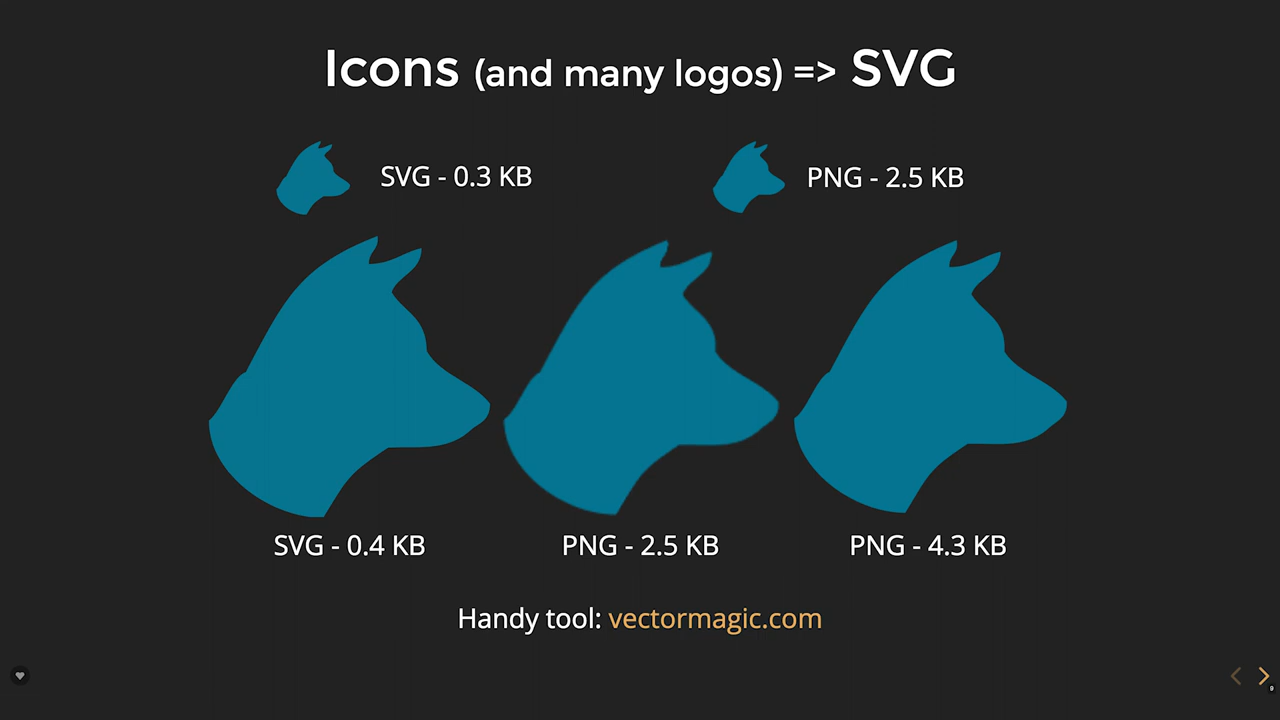 Icons (and many logos) => SVG
SVG - 0.3 KB
PNG - 2.5 KB
SVG - 0.4 KB
PNG - 2.5 KB
PNG - 4.3 KB
Handy tool: vectormagic.com
9